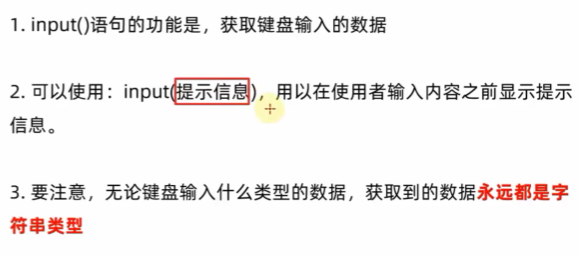 1. input()语句的功能是，获取键盘输入的数据
2. 可以使用：input(提示信息)，用以在使用者输入内容之前显示提示
信息。
3. 要注意，无论键盘输入什么类型的数据，获取到的数据永远都是字
符串类型